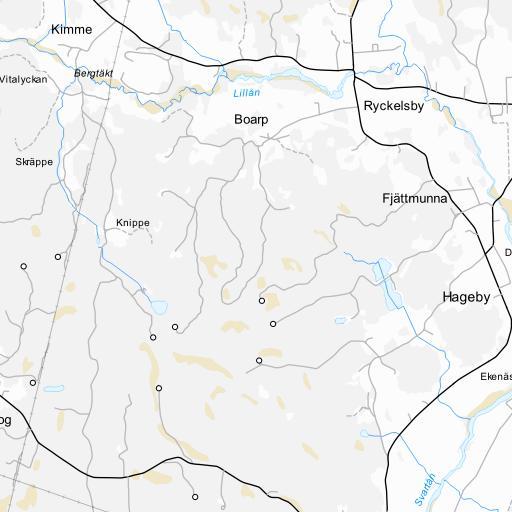 Kimme
Bergtäkt
Vitalyckan
Lillån
Ryckelsby
Boarp
Skräppe
Fjättmunna
Knippe
D
Hageby
Ekenäs
og
Svartån